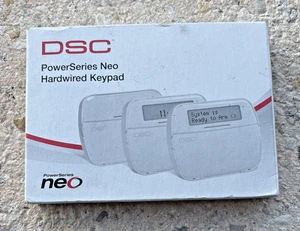 DSC
PowerSeries Neo
Hardwired Keypad
System is
Ready to Arm
PowerSeries
neo